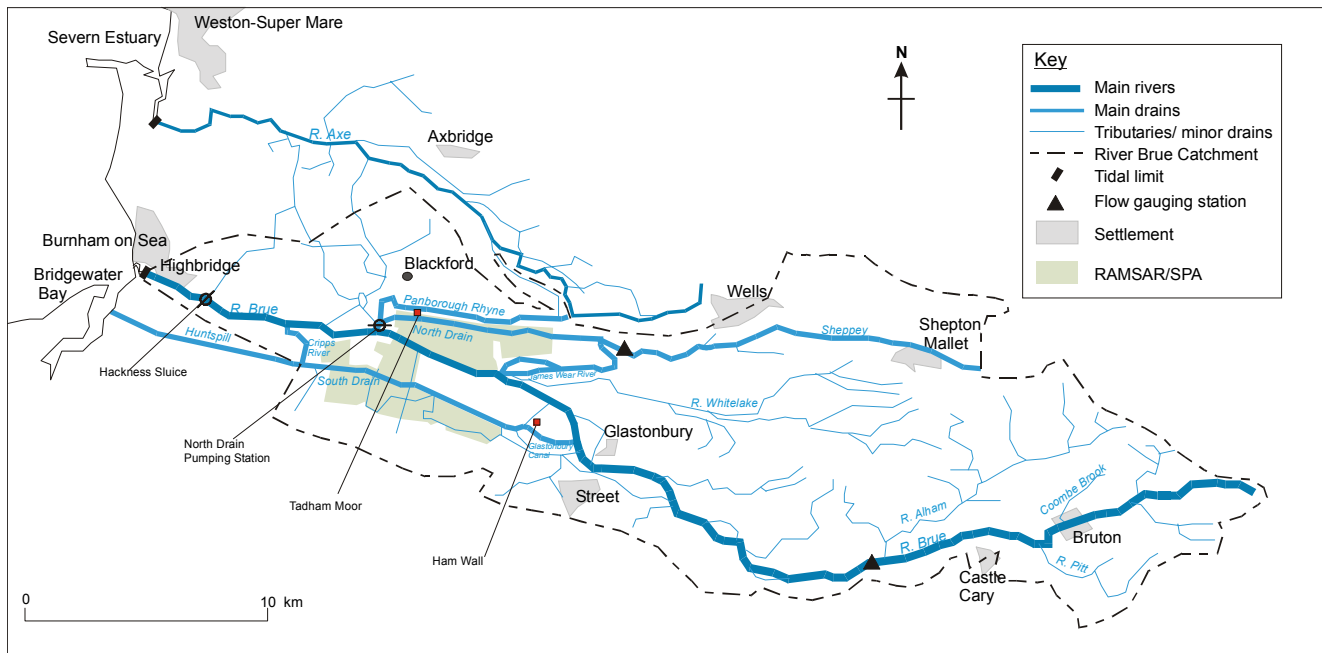 Weston-Super Mare
Severn Estuary
N
Key
Main rivers
Main drains
Tributaries/ minor drains
River Brue Catchment
Tidal limit
Flow gauging station
Settlement
RAMSAR/SPA
R. Axe
Axbridge
Burnham on Sea
Highbridge
Bridgewater
Bay
Blackford
R. Brue
Panborough Rhyne
Wells
Huntspill
Cripps
River
North Drain
Sheppey
Shepton
Mallet
Hackness Sluice
South Drain
James Wear River
R. Whitelake
North Drain
Pumping Station
Glastonbury
Glastonbury
Canal
Tadham Moor
Street
Ham Wall
R. Alham
Coombe Brook
R. Brue
Bruton
R. Pitt
Castle
Cary
0
10 km